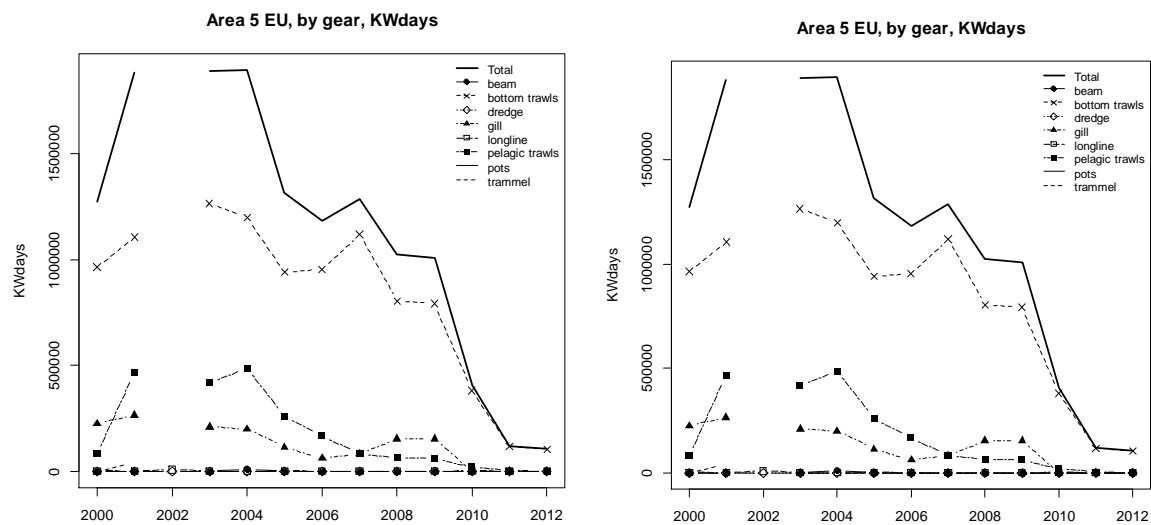 Area 5 EU, by gear, KWdays
KWdays
0
500000
1000000
1500000
2000
2002
2004
2006
2008
2010
2012
Total
beam
bottom trawls
dredge
gill
longline
pelagic trawls
pots
trammel
Area 5 EU, by gear, KWdays
KWdays
0
500000
1000000
1500000
2000
2002
2004
2006
2008
2010
2012
Total
beam
bottom trawls
dredge
gill
longline
pelagic trawls
pots
trammel